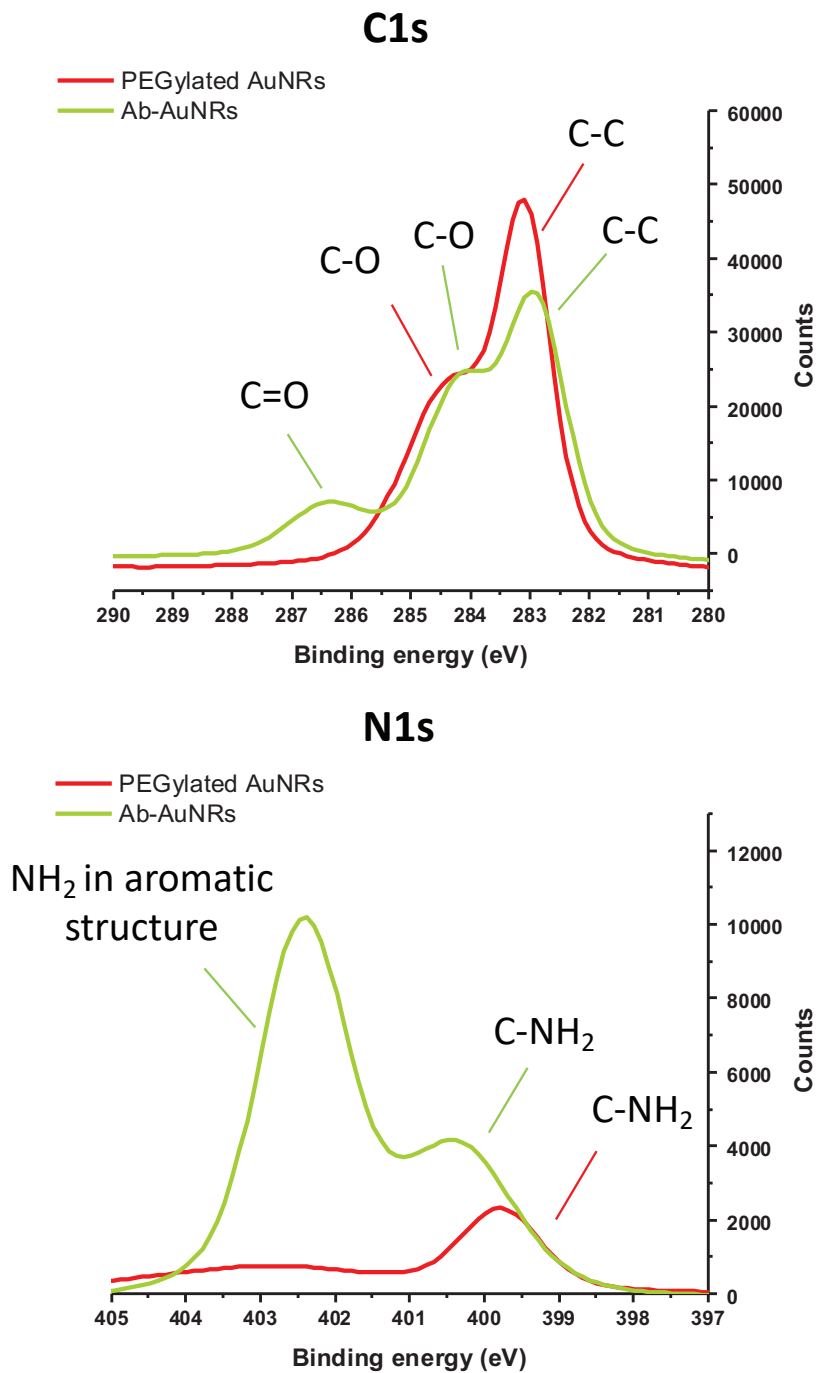 C1s
PEGylated AuNRs
Ab-AuNRs
C-C
C-O
C-C
C-O
C=O
60000
50000
40000
30000
20000
10000
0
Counts
290 289 288 287 286 285 284 283 282 281 280
Binding energy (eV)
N1s
PEGylated AuNRs
Ab-AuNRs
NH₂ in aromatic
structure
C-NH₂
C-NH₂
12000
10000
8000
6000
4000
2000
0
Counts
405 404 403 402 401 400 399 398 397
Binding energy (eV)